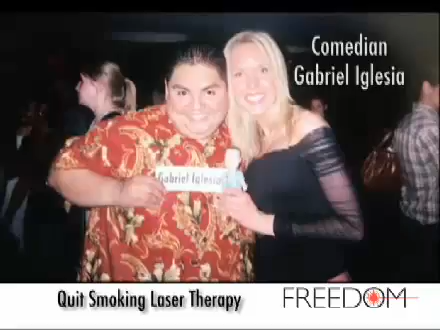 Comedian
Gabriel Iglesia
Gabriel Iglesia
Quit Smoking Laser Therapy
FREEDOM